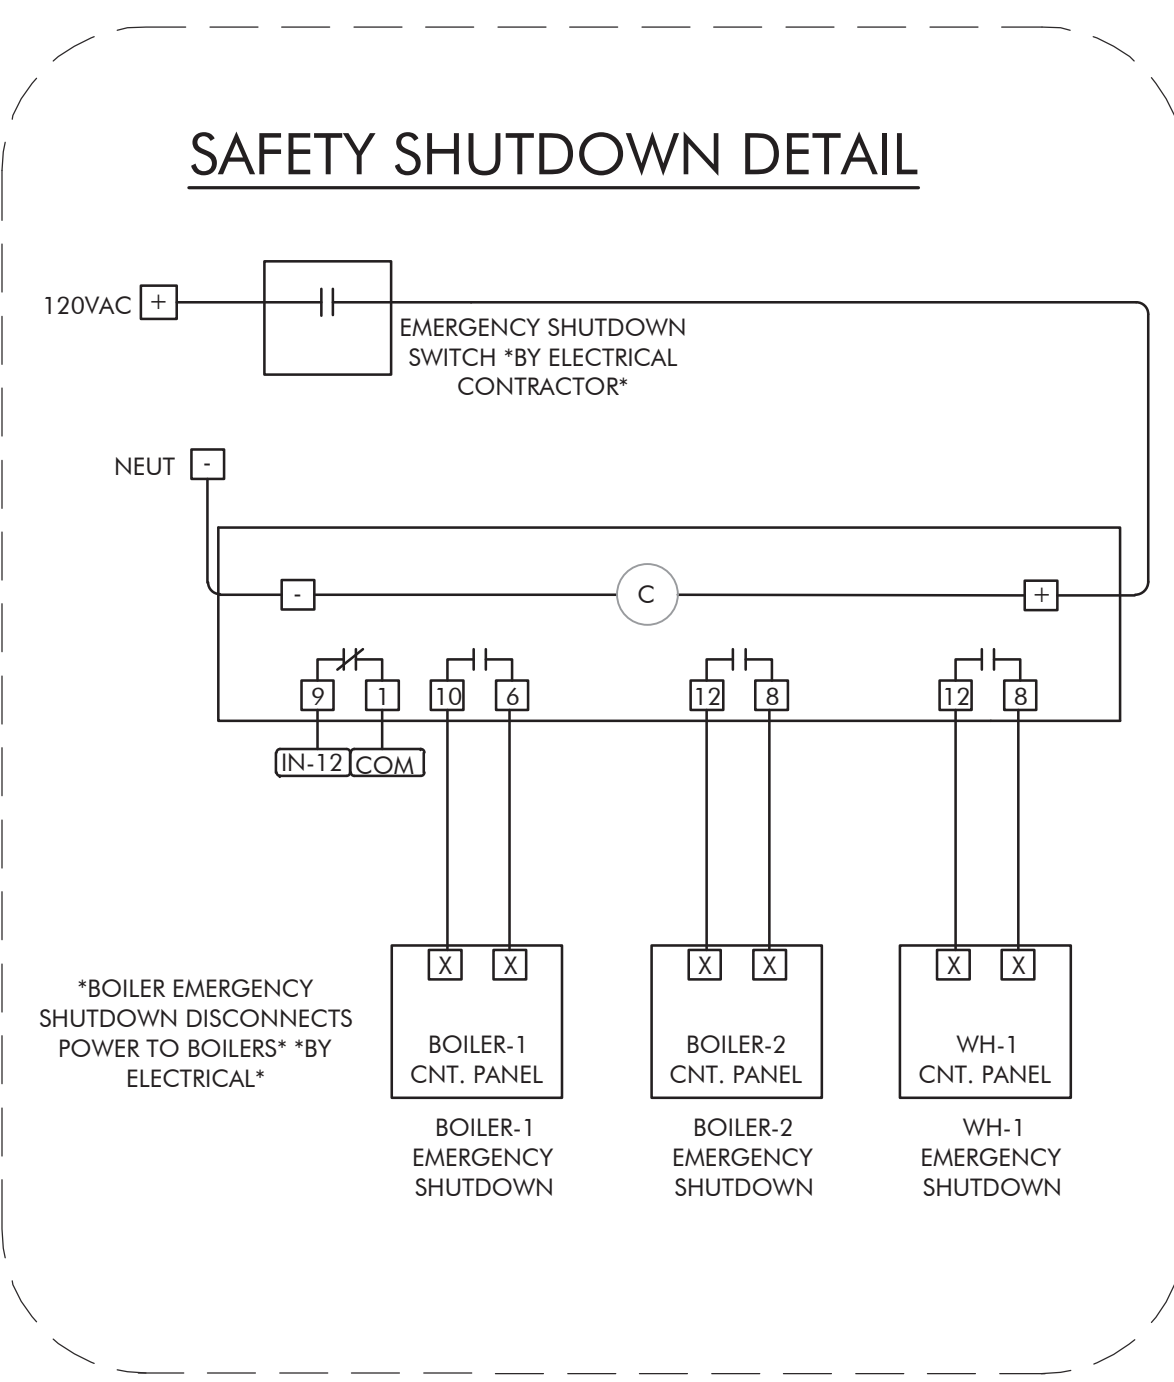 SAFETY SHUTDOWN DETAIL
120VAC +
EMERGENCY SHUTDOWN
SWITCH *BY ELECTRICAL
CONTRACTOR*
NEUT -
- C +
9 1 10 6 12 8 12 8
IN-12 COM
X X X X X X
*BOILER EMERGENCY
SHUTDOWN DISCONNECTS
POWER TO BOILERS* *BY
ELECTRICAL*
BOILER-1
CNT. PANEL
BOILER-2
CNT. PANEL
WH-1
CNT. PANEL
BOILER-1
EMERGENCY
SHUTDOWN
BOILER-2
EMERGENCY
SHUTDOWN
WH-1
EMERGENCY
SHUTDOWN